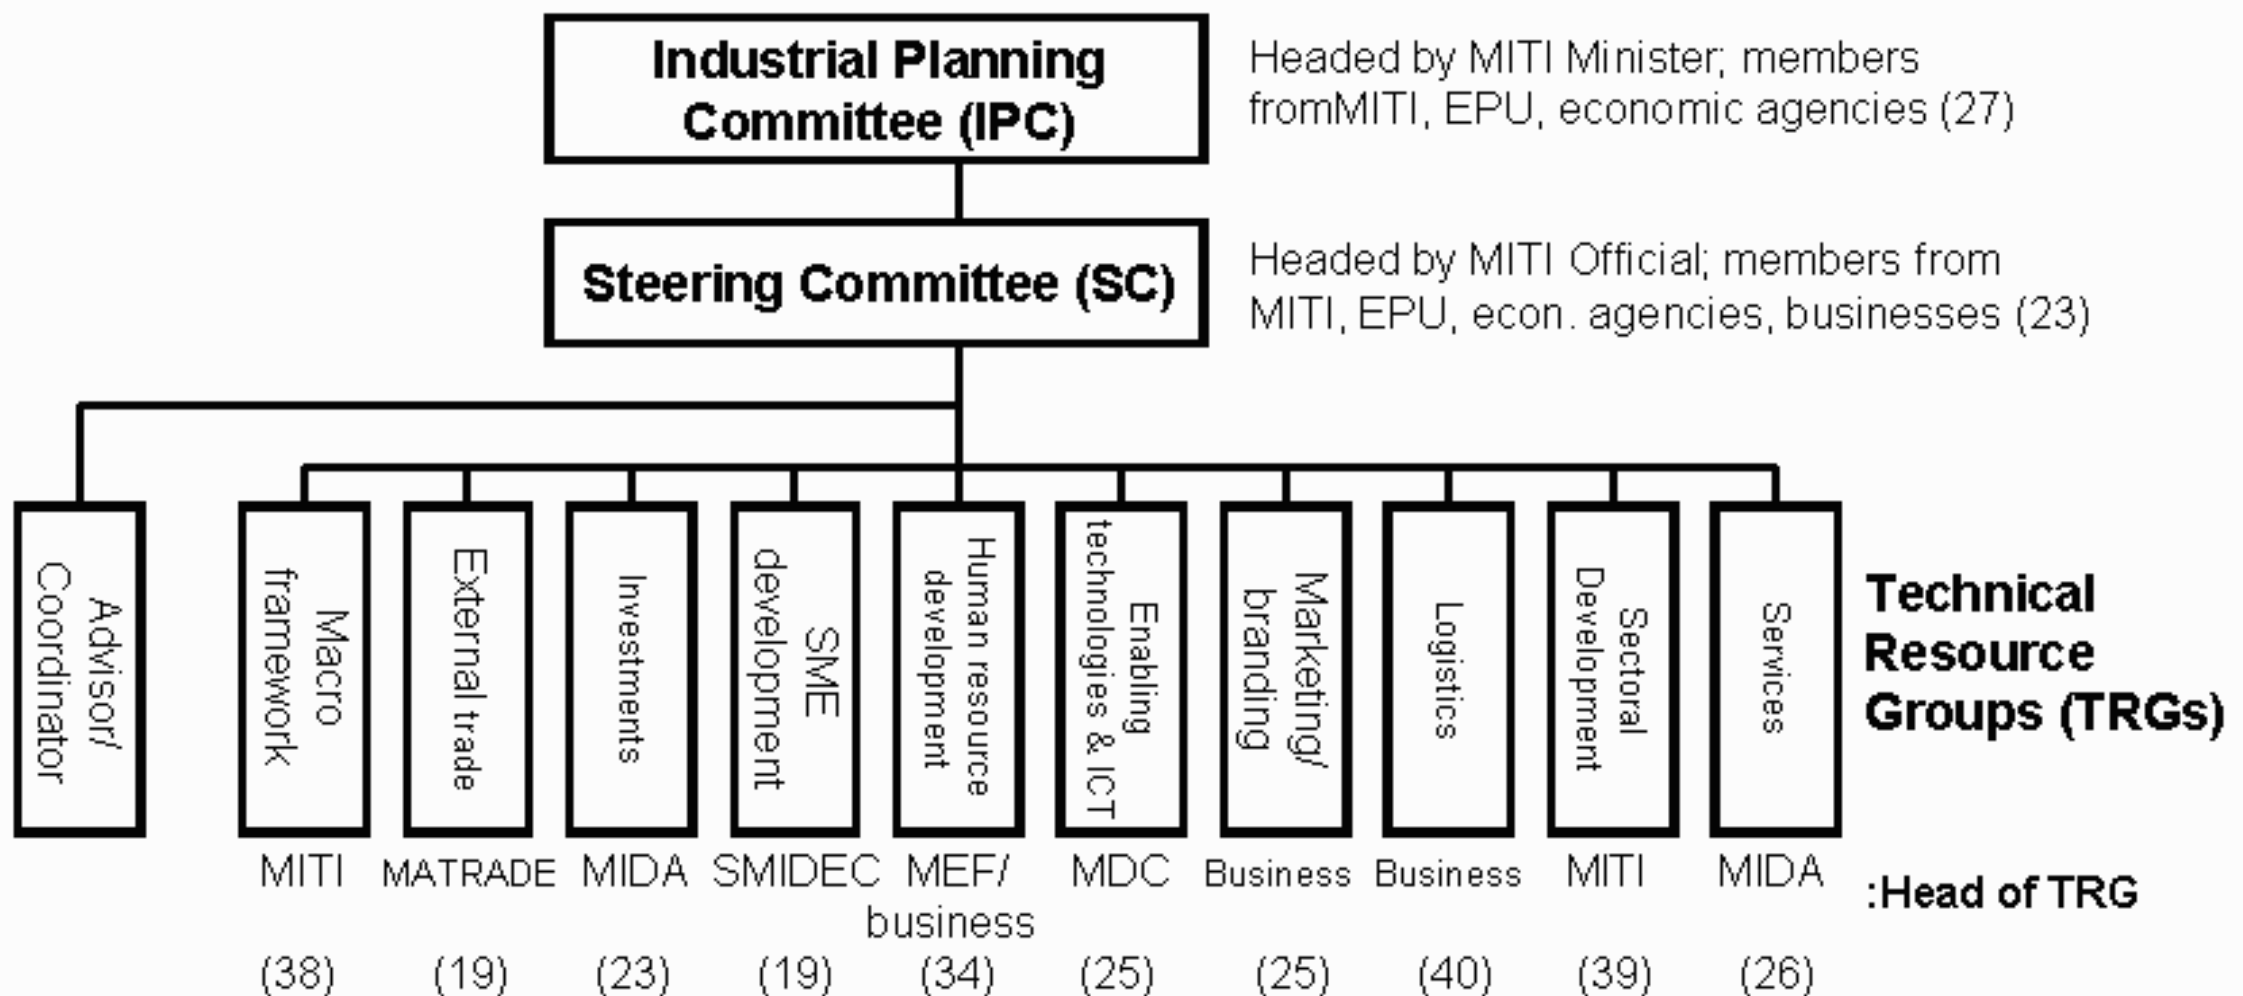 Industrial Planning
Committee (IPC)
Headed by MITI Minister; members
fromMITI, EPU, economic agencies (27)
Steering Committee (SC)
Headed by MITI Official; members from
MITI, EPU, econ. agencies, businesses (23)
Advisor/
Coordinator
Macro
framework
External trade
Investments
SME
development
Human resource
development
Enabling
technologies & ICT
Marketing/
branding
Logistics
Sectoral
Development
Services
Technical
Resource
Groups (TRGs)
MITI
MATRADE
MIDA
SMIDEC
MEF/
business
MDC
Business
Business
MITI
MIDA
:Head of TRG
(38)
(19)
(23)
(19)
(34)
(25)
(25)
(40)
(39)
(26)